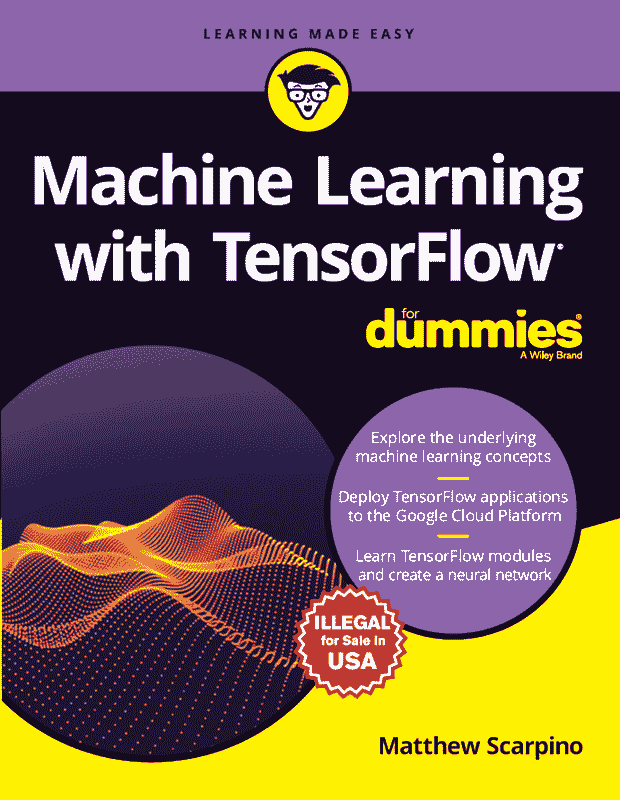 LEARNING MADE EASY
Machine Learning
with TensorFlow®
for
dummies®
A Wiley Brand
Explore the underlying
machine learning concepts
Deploy TensorFlow applications
to the Google Cloud Platform
Learn TensorFlow modules
and create a neural network
ILLEGAL
for Sale in
USA
Matthew Scarpino